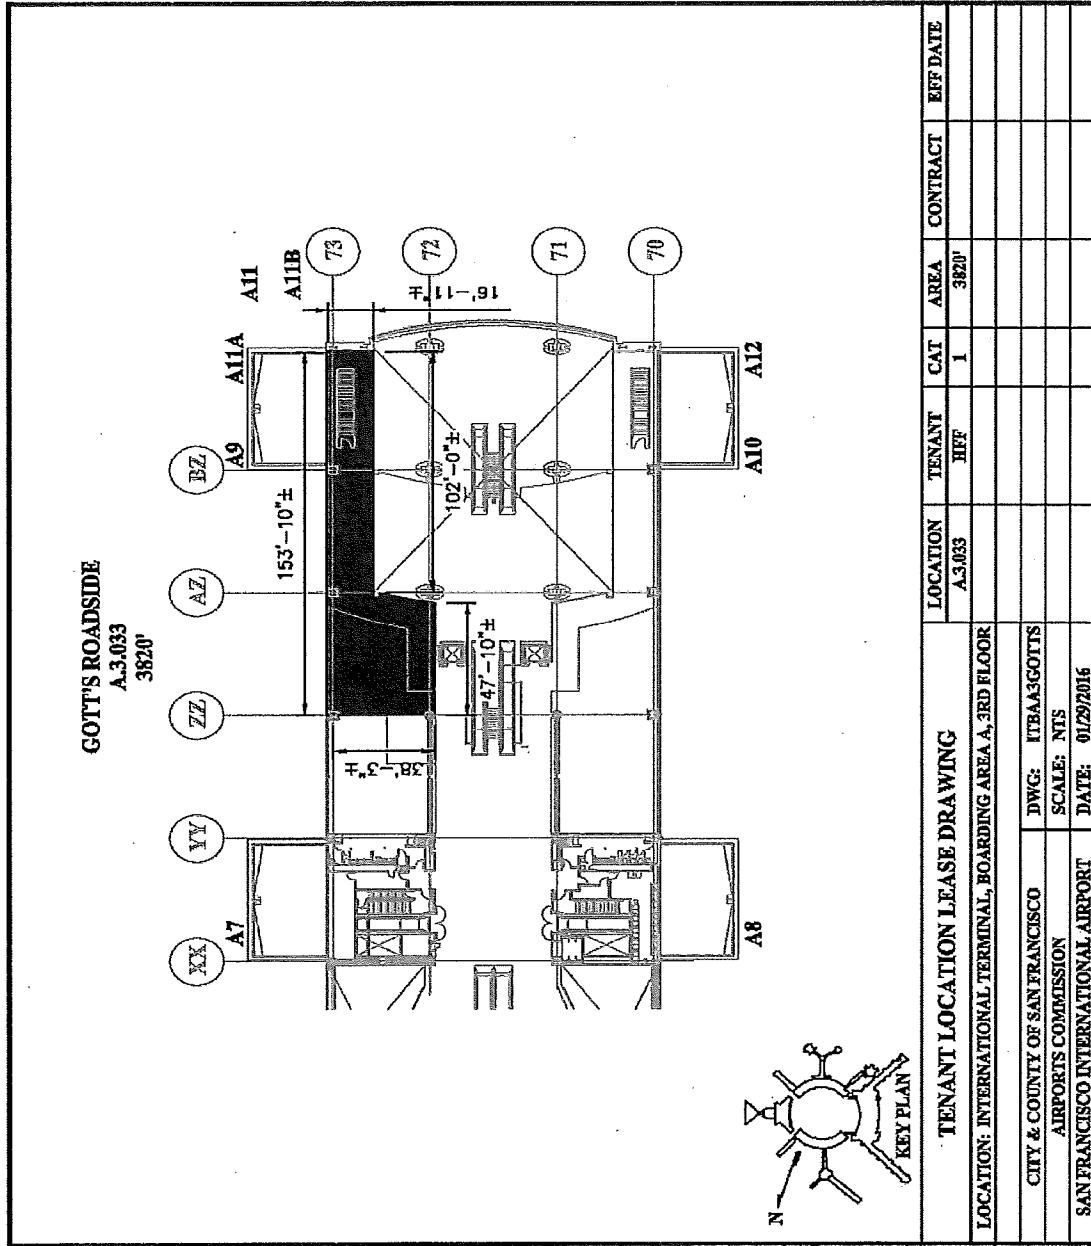 GOTT'S ROADSIDE
A.3.033
3820'
XX
YY
ZZ
AZ
BZ
A7
A9
A11A
A11
A11B
153'-10"±
73
16'-11"±
72
38'-3"±
102'-0"±
47'-10"±
71
70
A8
A10
A12
N
KEY PLAN
TENANT LOCATION LEASE DRAWING
LOCATION TENANT CAT AREA CONTRACT EFF DATE
A.3.033 HFF 1 3820'
LOCATION: INTERNATIONAL TERMINAL, BOARDING AREA A, 3RD FLOOR
CITY & COUNTY OF SAN FRANCISCO
AIRPORTS COMMISSION
SAN FRANCISCO INTERNATIONAL AIRPORT
DWG: ITBAA3GOTTS
SCALE: NTS
DATE: 01/29/2016